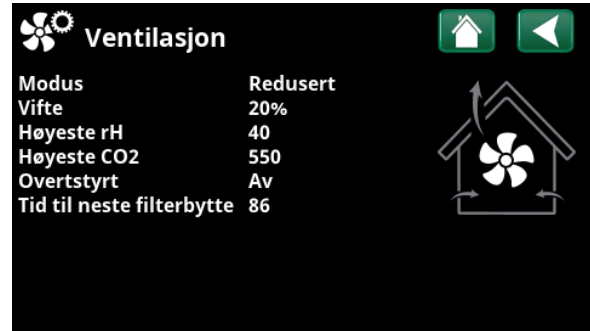 Ventilasjon
Modus Redusert
Vifte 20%
Høyeste rH 40
Høyeste CO2 550
Overtstyrt Av
Tid til neste filterbytte 86